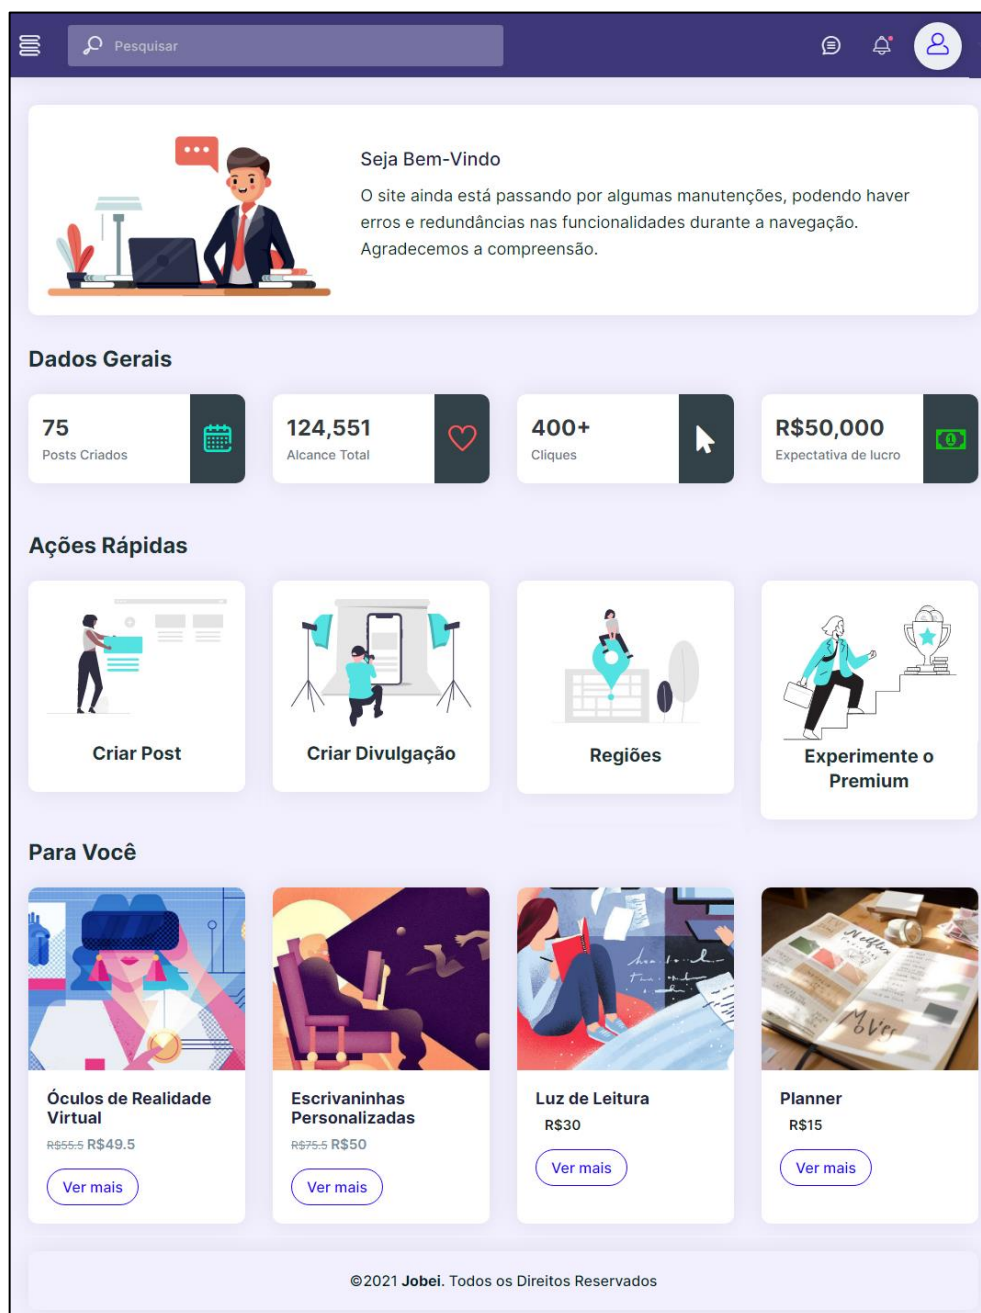 Pesquisar
Seja Bem-Vindo
O site ainda está passando por algumas manutenções, podendo haver
erros e redundâncias nas funcionalidades durante a navegação.
Agradecemos a compreensão.
Dados Gerais
75
Posts Criados
124,551
Alcance Total
400+
Cliques
R$50,000
Expectativa de lucro
Ações Rápidas
Criar Post
Criar Divulgação
Regiões
Experimente o
Premium
Para Você
Netflix
Movies
Óculos de Realidade
Virtual
R$55.5 R$49.5
Ver mais
Escrivaninhas
Personalizadas
R$75.5 R$50
Ver mais
Luz de Leitura
R$30
Ver mais
Planner
R$15
Ver mais
©2021 Jobei. Todos os Direitos Reservados